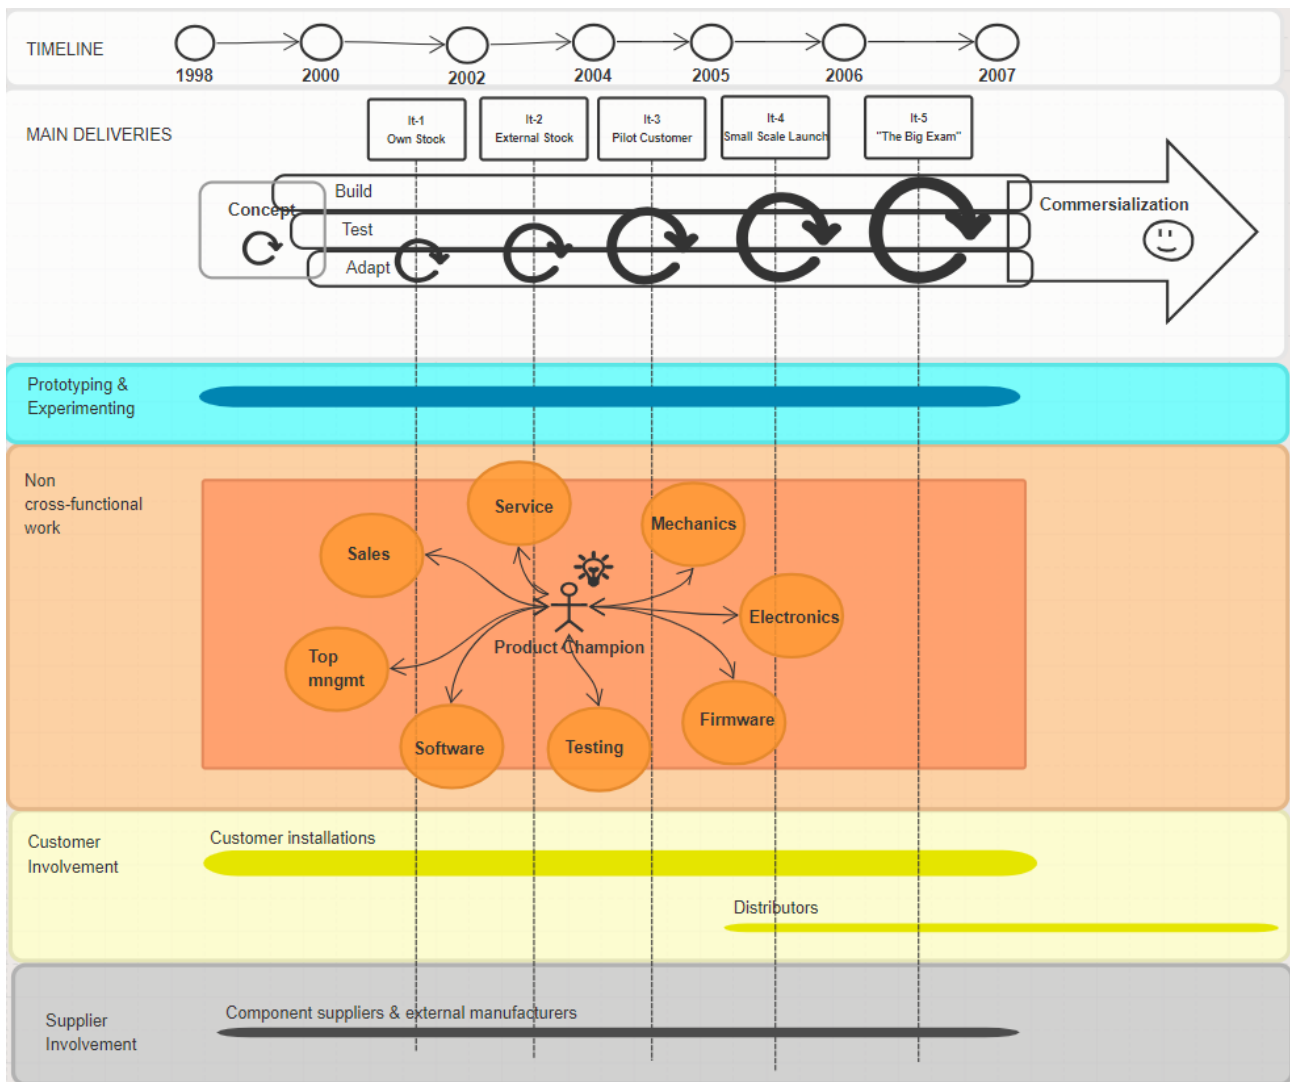 TIMELINE
1998
2000
2002
2004
2005
2006
2007
MAIN DELIVERIES
It-1
Own Stock
It-2
External Stock
It-3
Pilot Customer
It-4
Small Scale Launch
It-5
"The Big Exam"
Concept
Build
Test
Adapt
Commersialization
Prototyping &
Experimenting
Non
cross-functional
work
Service
Mechanics
Sales
Electronics
Product Champion
Top
mngmt
Firmware
Software
Testing
Customer
Involvement
Customer installations
Distributors
Supplier
Involvement
Component suppliers & external manufacturers